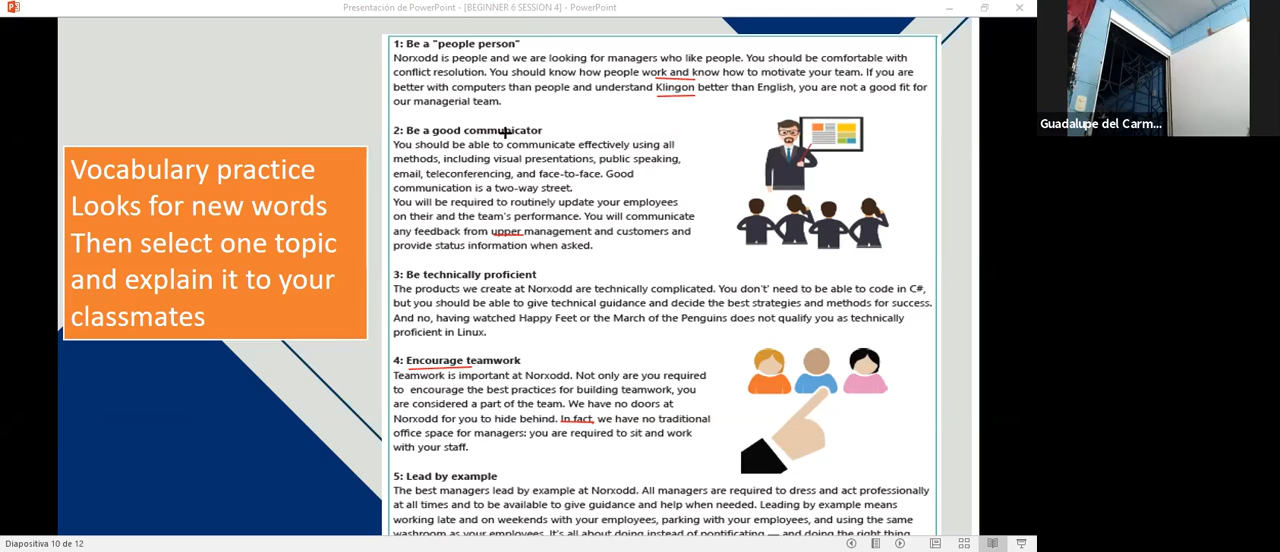 Presentación de PowerPoint - [BEGINNER 6 SESSION 4] - PowerPoint
Vocabulary practice
Looks for new words
Then select one topic
and explain it to your
classmates
1: Be a "people person"
Norxodd is people and we are looking for managers who like people. You should be comfortable with
conflict resolution. You should know how people work and know how to motivate your team. If you are
better with computers than people and understand Klingon better than English, you are not a good fit for
our managerial team.
2: Be a good communicator
You should be able to communicate effectively using all
methods, including visual presentations, public speaking,
email, teleconferencing, and face-to-face. Good
communication is a two-way street.
You will be required to routinely update your employees
on their and the team's performance. You will communicate
any feedback from upper management and customers and
provide status information when asked.
3: Be technically proficient
The products we create at Norxodd are technically complicated. You don't' need to be able to code in C#,
but you should be able to give technical guidance and decide the best strategies and methods for success.
And no, having watched Happy Feet or the March of the Penguins does not qualify you as technically
proficient in Linux.
4: Encourage teamwork
Teamwork is important at Norxodd. Not only are you required
to encourage the best practices for building teamwork, you
are considered a part of the team. We have no doors at
Norxodd for you to hide behind. In fact, we have no traditional
office space for managers: you are required to sit and work
with your staff.
5: Lead by example
The best managers lead by example at Norxodd. All managers are required to dress and act professionally
at all times and to be available to give guidance and help when needed. Leading by example means
working late and on weekends with your employees, parking with your employees, and using the same
washroom as your employees. It's all about doing instead of pontificating — and doing the right thing
Guadalupe del Carm...
Diapositiva 10 de 12